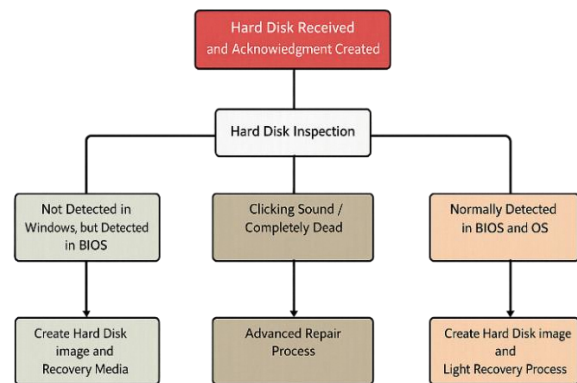 Hard Disk Received
and Acknowiedgment Created
Hard Disk Inspection
Not Detected in
Windows, but Detected
in BIOS
Clicking Sound /
Completely Dead
Normally Detected
in BIOS and OS
Create Hard Disk
image and
Recovery Media
Advanced Repair
Process
Create Hard Disk image
and
Light Recovery Process